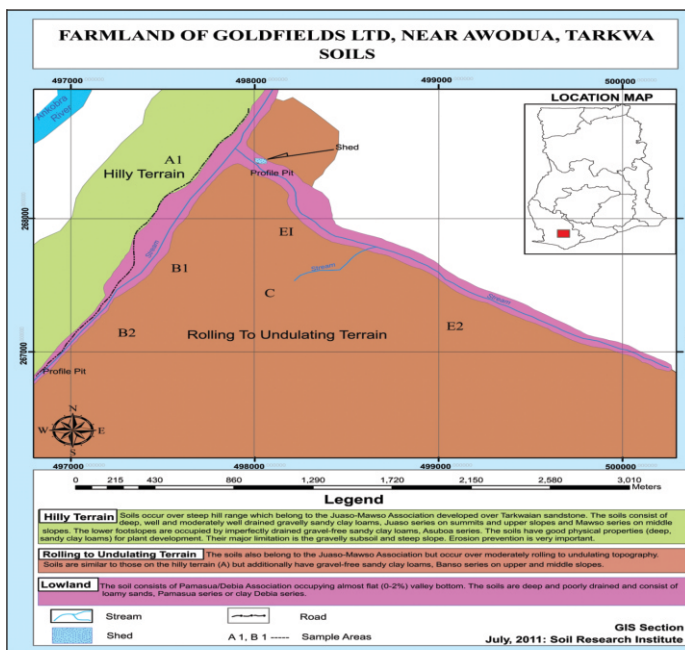 FARMLAND OF GOLDFIELDS LTD, NEAR AWODUA, TARKWA
SOILS
497000
498000
499000
500000
Ankobra
River
LOCATION MAP
A1
Hilly Terrain
Shed
Profile Pit
268000
268000
Stream
EI
B1
Stream
C
Stream
B2
E2
Rolling To Undulating Terrain
267000
267000
Profile Pit
N
W
E
S
497000
498000
499000
500000
0 215 430 860 1,290 1,720 2,150 2,580 3,010
Meters
Legend
Hilly Terrain Soils occur over steep hill range which belong to the Juaso-Mawso Association developed over Tarkwaian sandstone. The soils consist of
deep, well and moderately well drained gravelly sandy clay loams, Juaso series on summits and upper slopes and Mawso series on middle
slopes. The lower footslopes are occupied by imperfectly drained gravel-free sandy clay loams, Asuboa series. The soils have good physical properties (deep,
sandy clay loams) for plant development. Their major limitation is the gravelly subsoil and steep slope. Erosion prevention is very important.
Rolling to Undulating Terrain The soils also belong to the Juaso-Mawso Association but occur over moderately rolling to undulating topography.
Soils are similar to those on the hilly terrain (A) but additionally have gravel-free sandy clay loams, Banso series on upper and middle slopes.
Lowland The soil consists of Pamasua/Debia Association occupying almost flat (0-2%) valley bottom. The soils are deep and poorly drained and consist of
loamy sands, Pamasua series or clay Debia series.
Stream
Road
Shed
A 1, B 1 ----- Sample Areas
GIS Section
July, 2011: Soil Research Institute